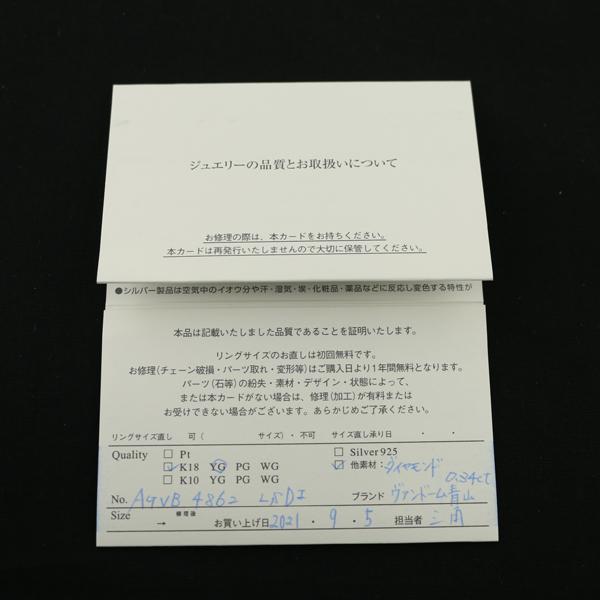 ジュエリーの品質とお取扱いについて
お修理の際は、本カードをお持ちください。
本カードは再発行いたしませんので大切に保管してください。
●シルバー製品は空気中のイオウ分や汗・湿気・炭・化粧品・薬品などに反応し変色する特性が
本品は記載いたしました品質であることを証明いたします。
リングサイズのお直しは初回無料です。
お修理(チェーン破損・パーツ取れ・変形等)はご購入日より1年間無料となります。
パーツ(石等)の紛失・素材・デザイン・状態によって、
または本カードがない場合は、修理(加工)が有料または
お受けできない場合がございます。あらかじめご了承ください。
リングサイズ直し 可( サイズ)・不可 サイズ直し承り日 ・ ・
Quality □ Pt □ Silver925
☑ K18 YG PG WG ☑ 他素材:ダイヤモンド
□ K10 YG PG WG 0.34ct
No. AGVB 4862 ブランド ヴァンドーム青山
Size → 修理後 お買い上げ日 2021 ・ 9 ・ 5 担当者